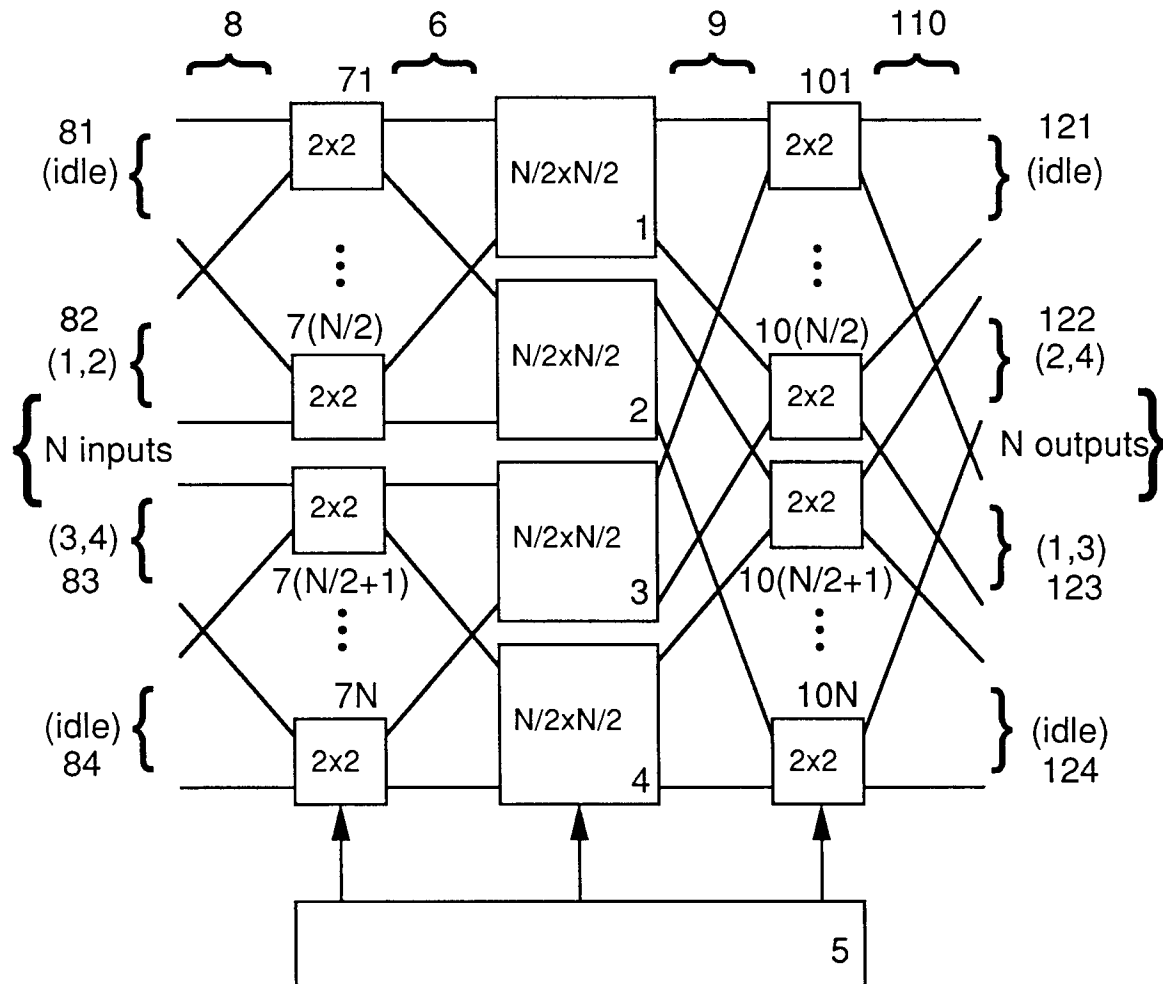 8 6 9 110
71 101
81 2x2 2x2 121
(idle) N/2xN/2 (idle)
1
82 7(N/2) 10(N/2) 122
(1,2) N/2xN/2 (2,4)
2x2 2 2x2
N inputs N outputs
2x2 2x2
(3,4) N/2xN/2 (1,3)
83 7(N/2+1) 3 10(N/2+1) 123
7N 10N
(idle) N/2xN/2 (idle)
84 2x2 4 2x2 124
5